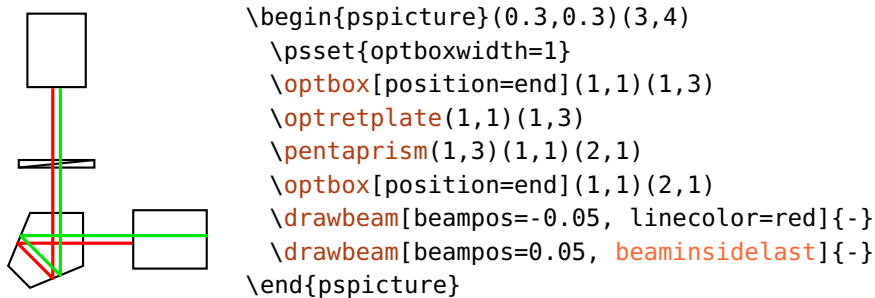 \begin{pspicture}(0.3,0.3)(3,4)
  \psset{optboxwidth=1}
  \optbox[position=end](1,1)(1,3)
  \optretplate(1,1)(1,3)
  \pentaprism(1,3)(1,1)(2,1)
  \optbox[position=end](1,1)(2,1)
  \drawbeam[beampos=-0.05, linecolor=red]{-}
  \drawbeam[beampos=0.05, beaminsidelast]{-}
\end{pspicture}